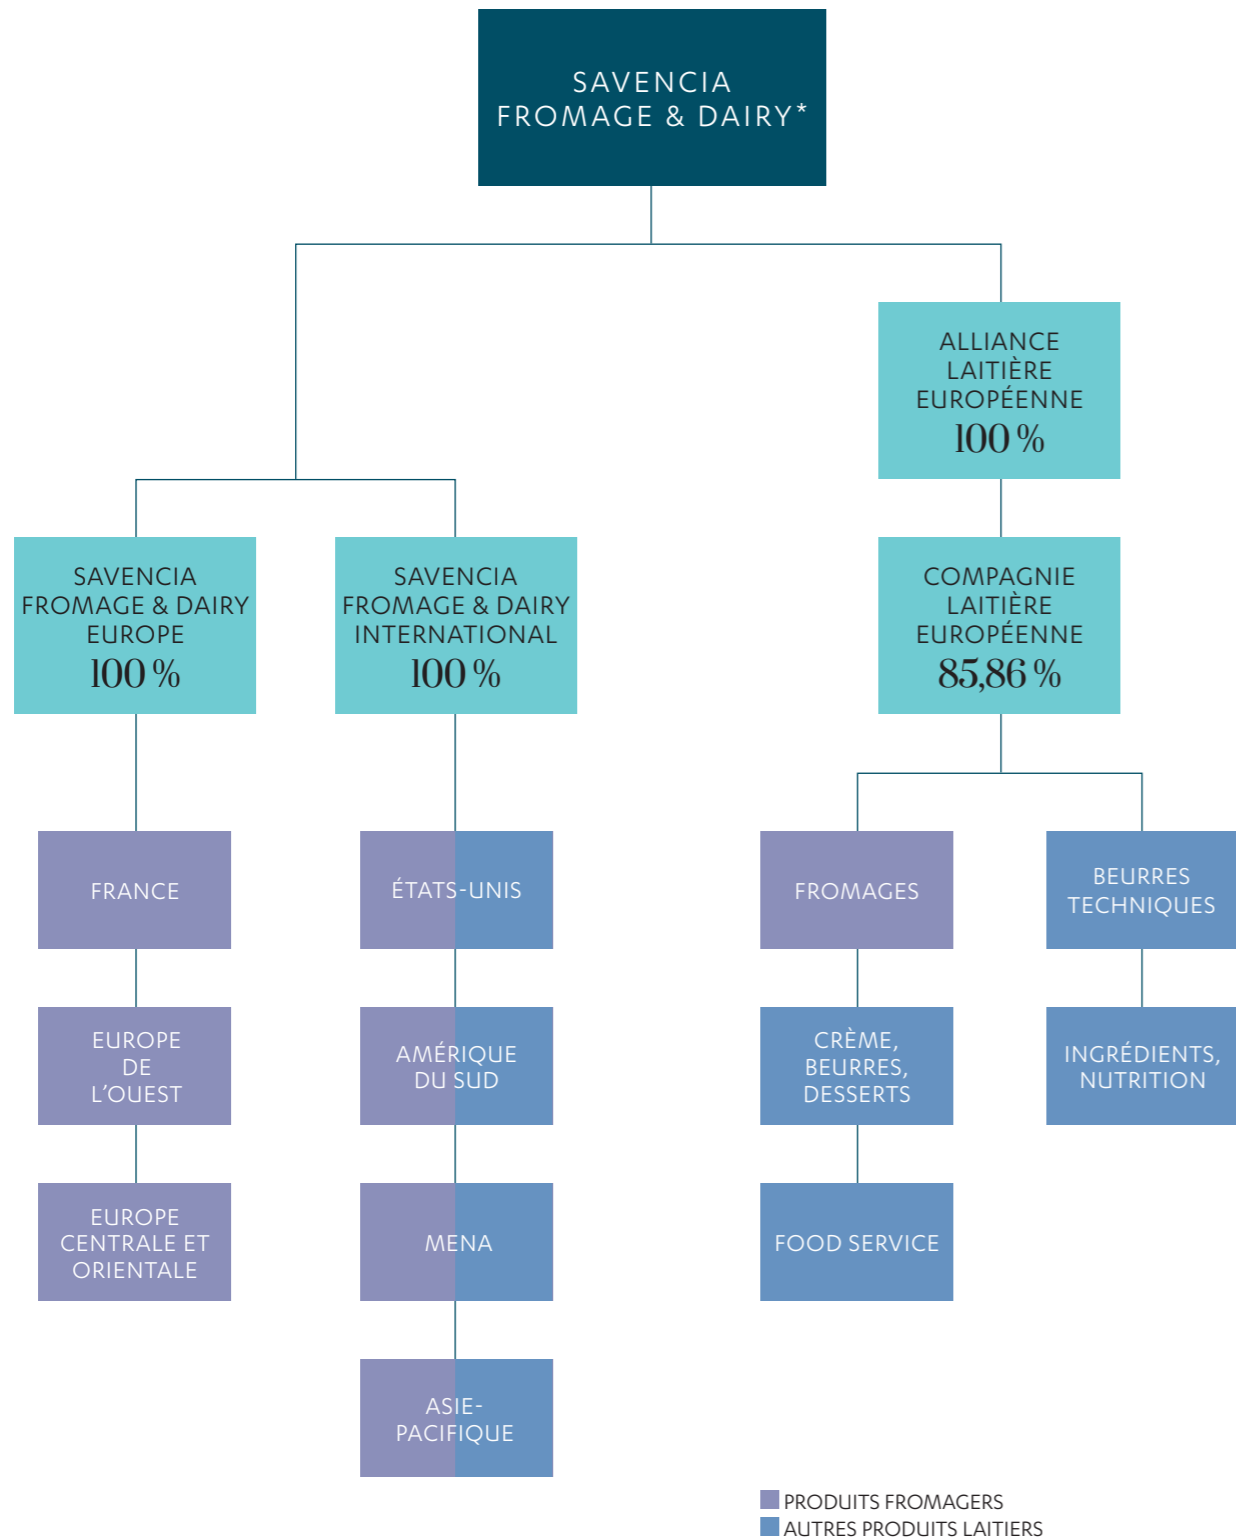 SAVENCIA
FROMAGE & DAIRY*
ALLIANCE
LAITIÈRE
EUROPÉENNE
100 %
SAVENCIA
FROMAGE & DAIRY
EUROPE
100 %
SAVENCIA
FROMAGE & DAIRY
INTERNATIONAL
100 %
COMPAGNIE
LAITIÈRE
EUROPÉENNE
85,86 %
FRANCE
EUROPE
DE
L'OUEST
EUROPE
CENTRALE ET
ORIENTALE
ÉTATS-UNIS
AMÉRIQUE
DU SUD
MENA
ASIE-
PACIFIQUE
FROMAGES
CRÈME,
BEURRES,
DESSERTS
FOOD SERVICE
BEURRES
TECHNIQUES
INGRÉDIENTS,
NUTRITION
PRODUITS FROMAGERS
AUTRES PRODUITS LAITIERS